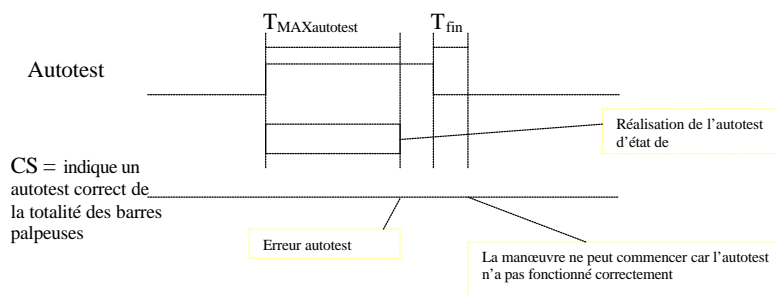 TMAXautotest
Tfin
Autotest
Réalisation de l’autotest
d’état de
CS = indique un
autotest correct de
la totalité des barres
palpeuses
Erreur autotest
La manœuvre ne peut commencer car l’autotest
n’a pas fonctionné correctement